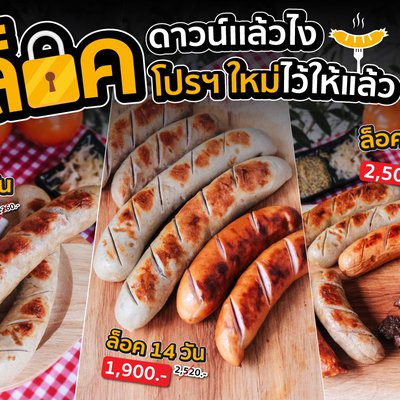 ล็อค
ดาวน์แล้วไง
โปรฯ ใหม่ไว้ให้แล้ว
ล็อค 14 วัน
1,900.- 2,520.-
ล็อค
2,50